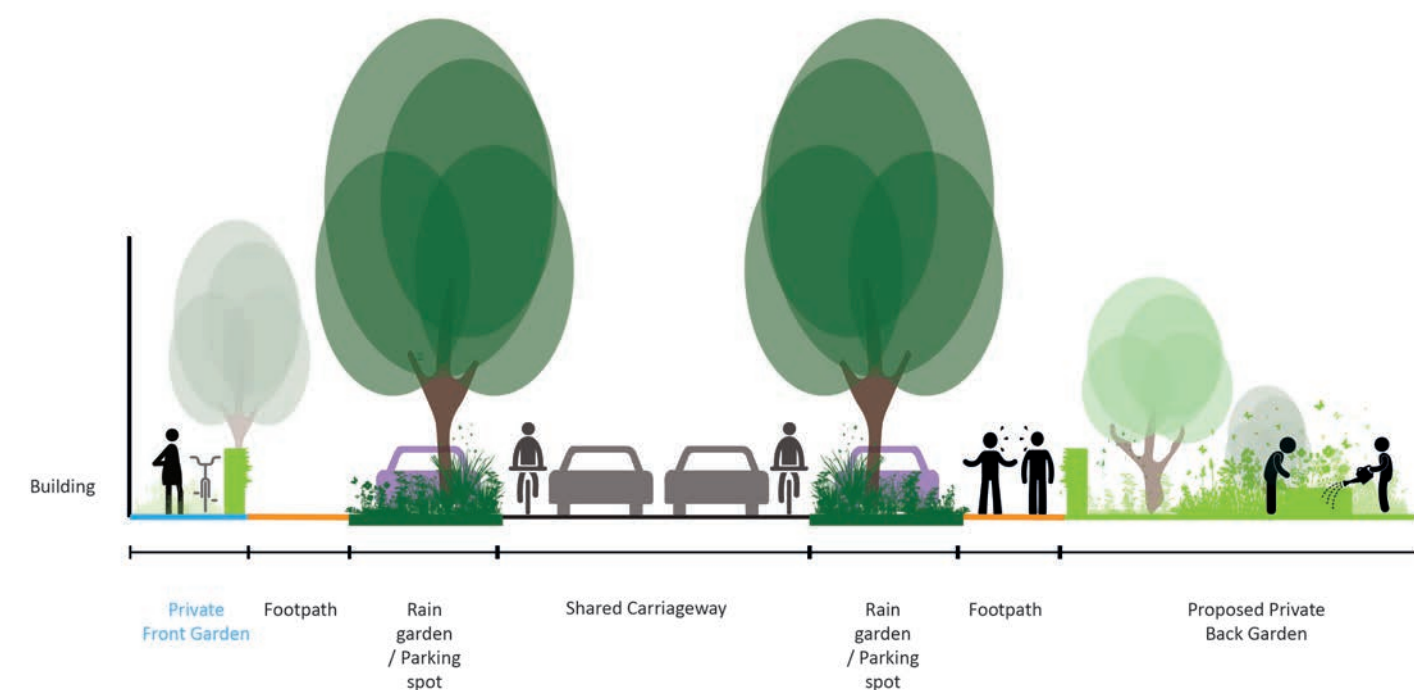 Building
Private
Front Garden
Footpath
Rain
garden
/ Parking
spot
Shared Carriageway
Rain
garden
/ Parking
spot
Footpath
Proposed Private
Back Garden